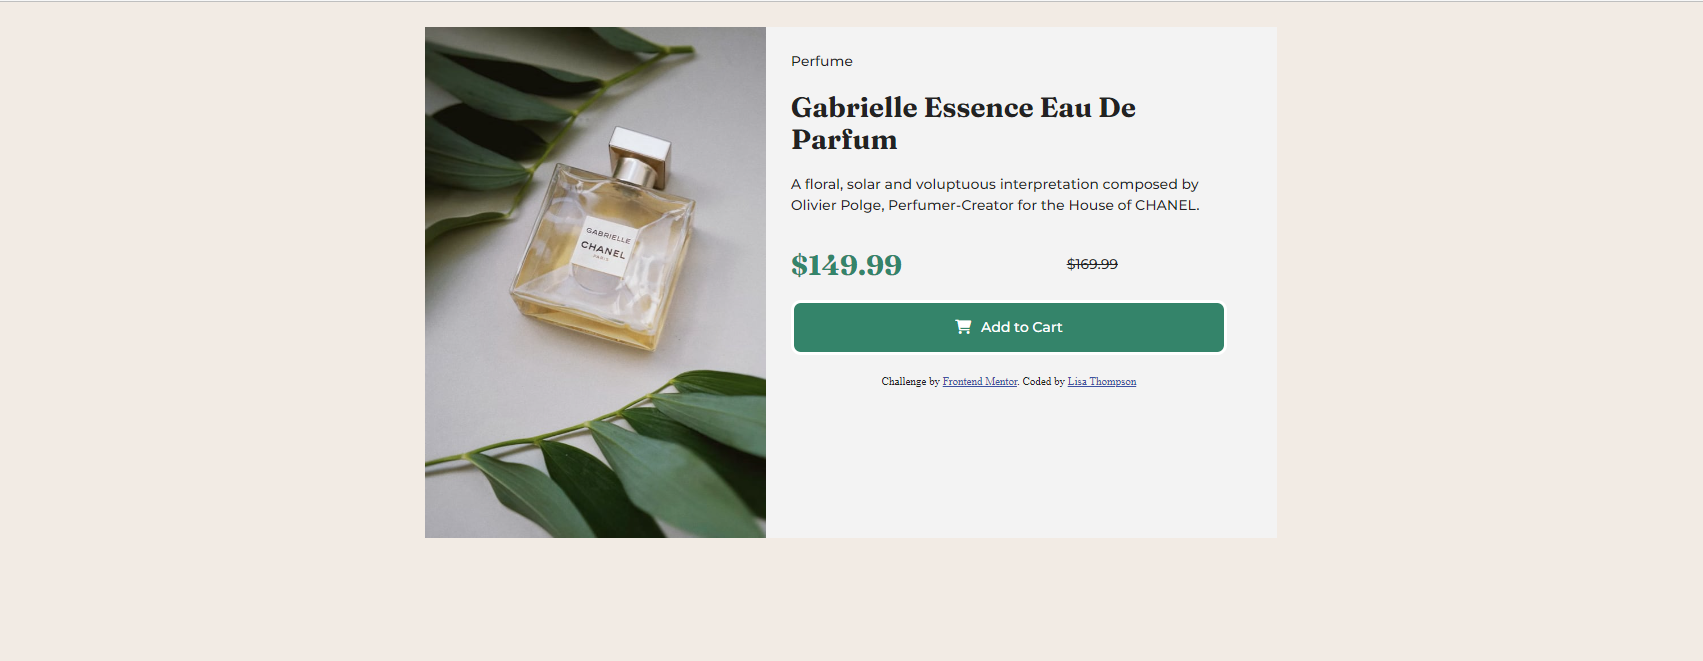 GABRIELLE
CHANEL
PARIS
Perfume
Gabrielle Essence Eau De
Parfum
A floral, solar and voluptuous interpretation composed by
Olivier Polge, Perfumer-Creator for the House of CHANEL.
$149.99 $169.99
Add to Cart
Challenge by Frontend Mentor. Coded by Lisa Thompson